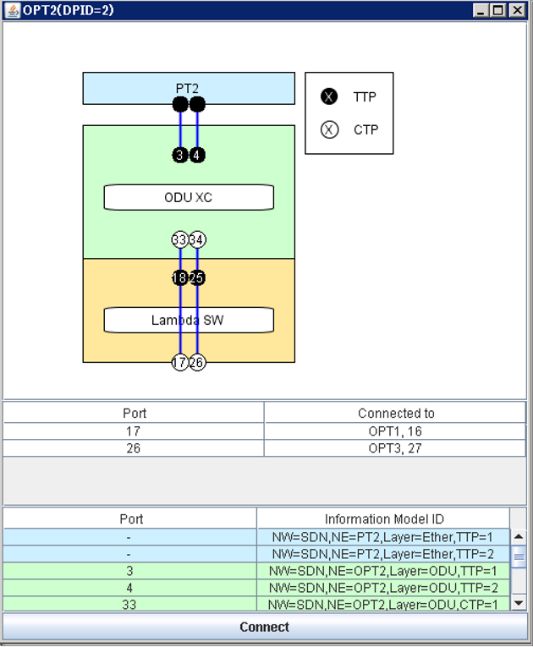 OPT2(DPID=2)
PT2
X TTP
X CTP
3 4
ODU XC
33 34
18 25
Lambda SW
17 26
Port Connected to
17 OPT1, 16
26 OPT3, 27
Port Information Model ID
- NW=SDN,NE=PT2,Layer=Ether,TTP=1
- NW=SDN,NE=PT2,Layer=Ether,TTP=2
3 NW=SDN,NE=OPT2,Layer=ODU,TTP=1
4 NW=SDN,NE=OPT2,Layer=ODU,TTP=2
33 NW=SDN,NE=OPT2,Layer=ODU,CTP=1
Connect